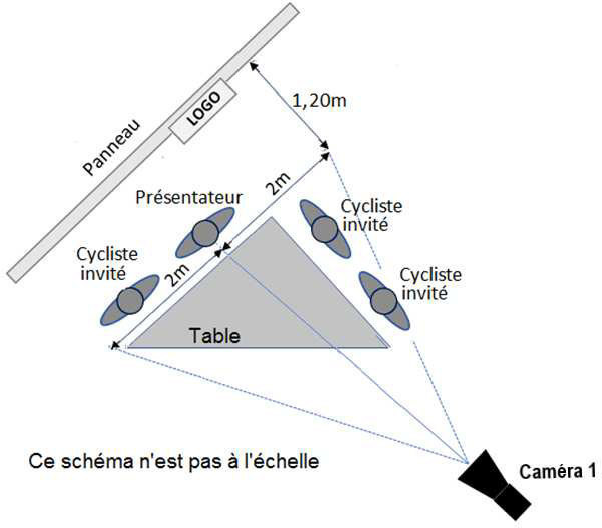 LOGO
Panneau
1,20m
2m
Présentateur
Cycliste
invité
Cycliste
invité
2m
Cycliste
invité
Table
Ce schéma n'est pas à l'échelle
Caméra 1